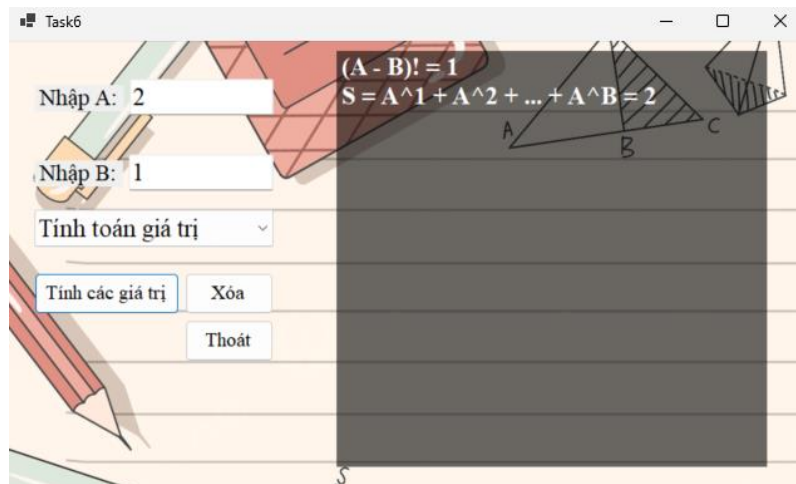 Task6
Nhập A: 2
Nhập B: 1
Tính toán giá trị
Tính các giá trị
Xóa
Thoát
(A - B)! = 1
S = A^1 + A^2 + ... + A^B = 2
A
B
C
S